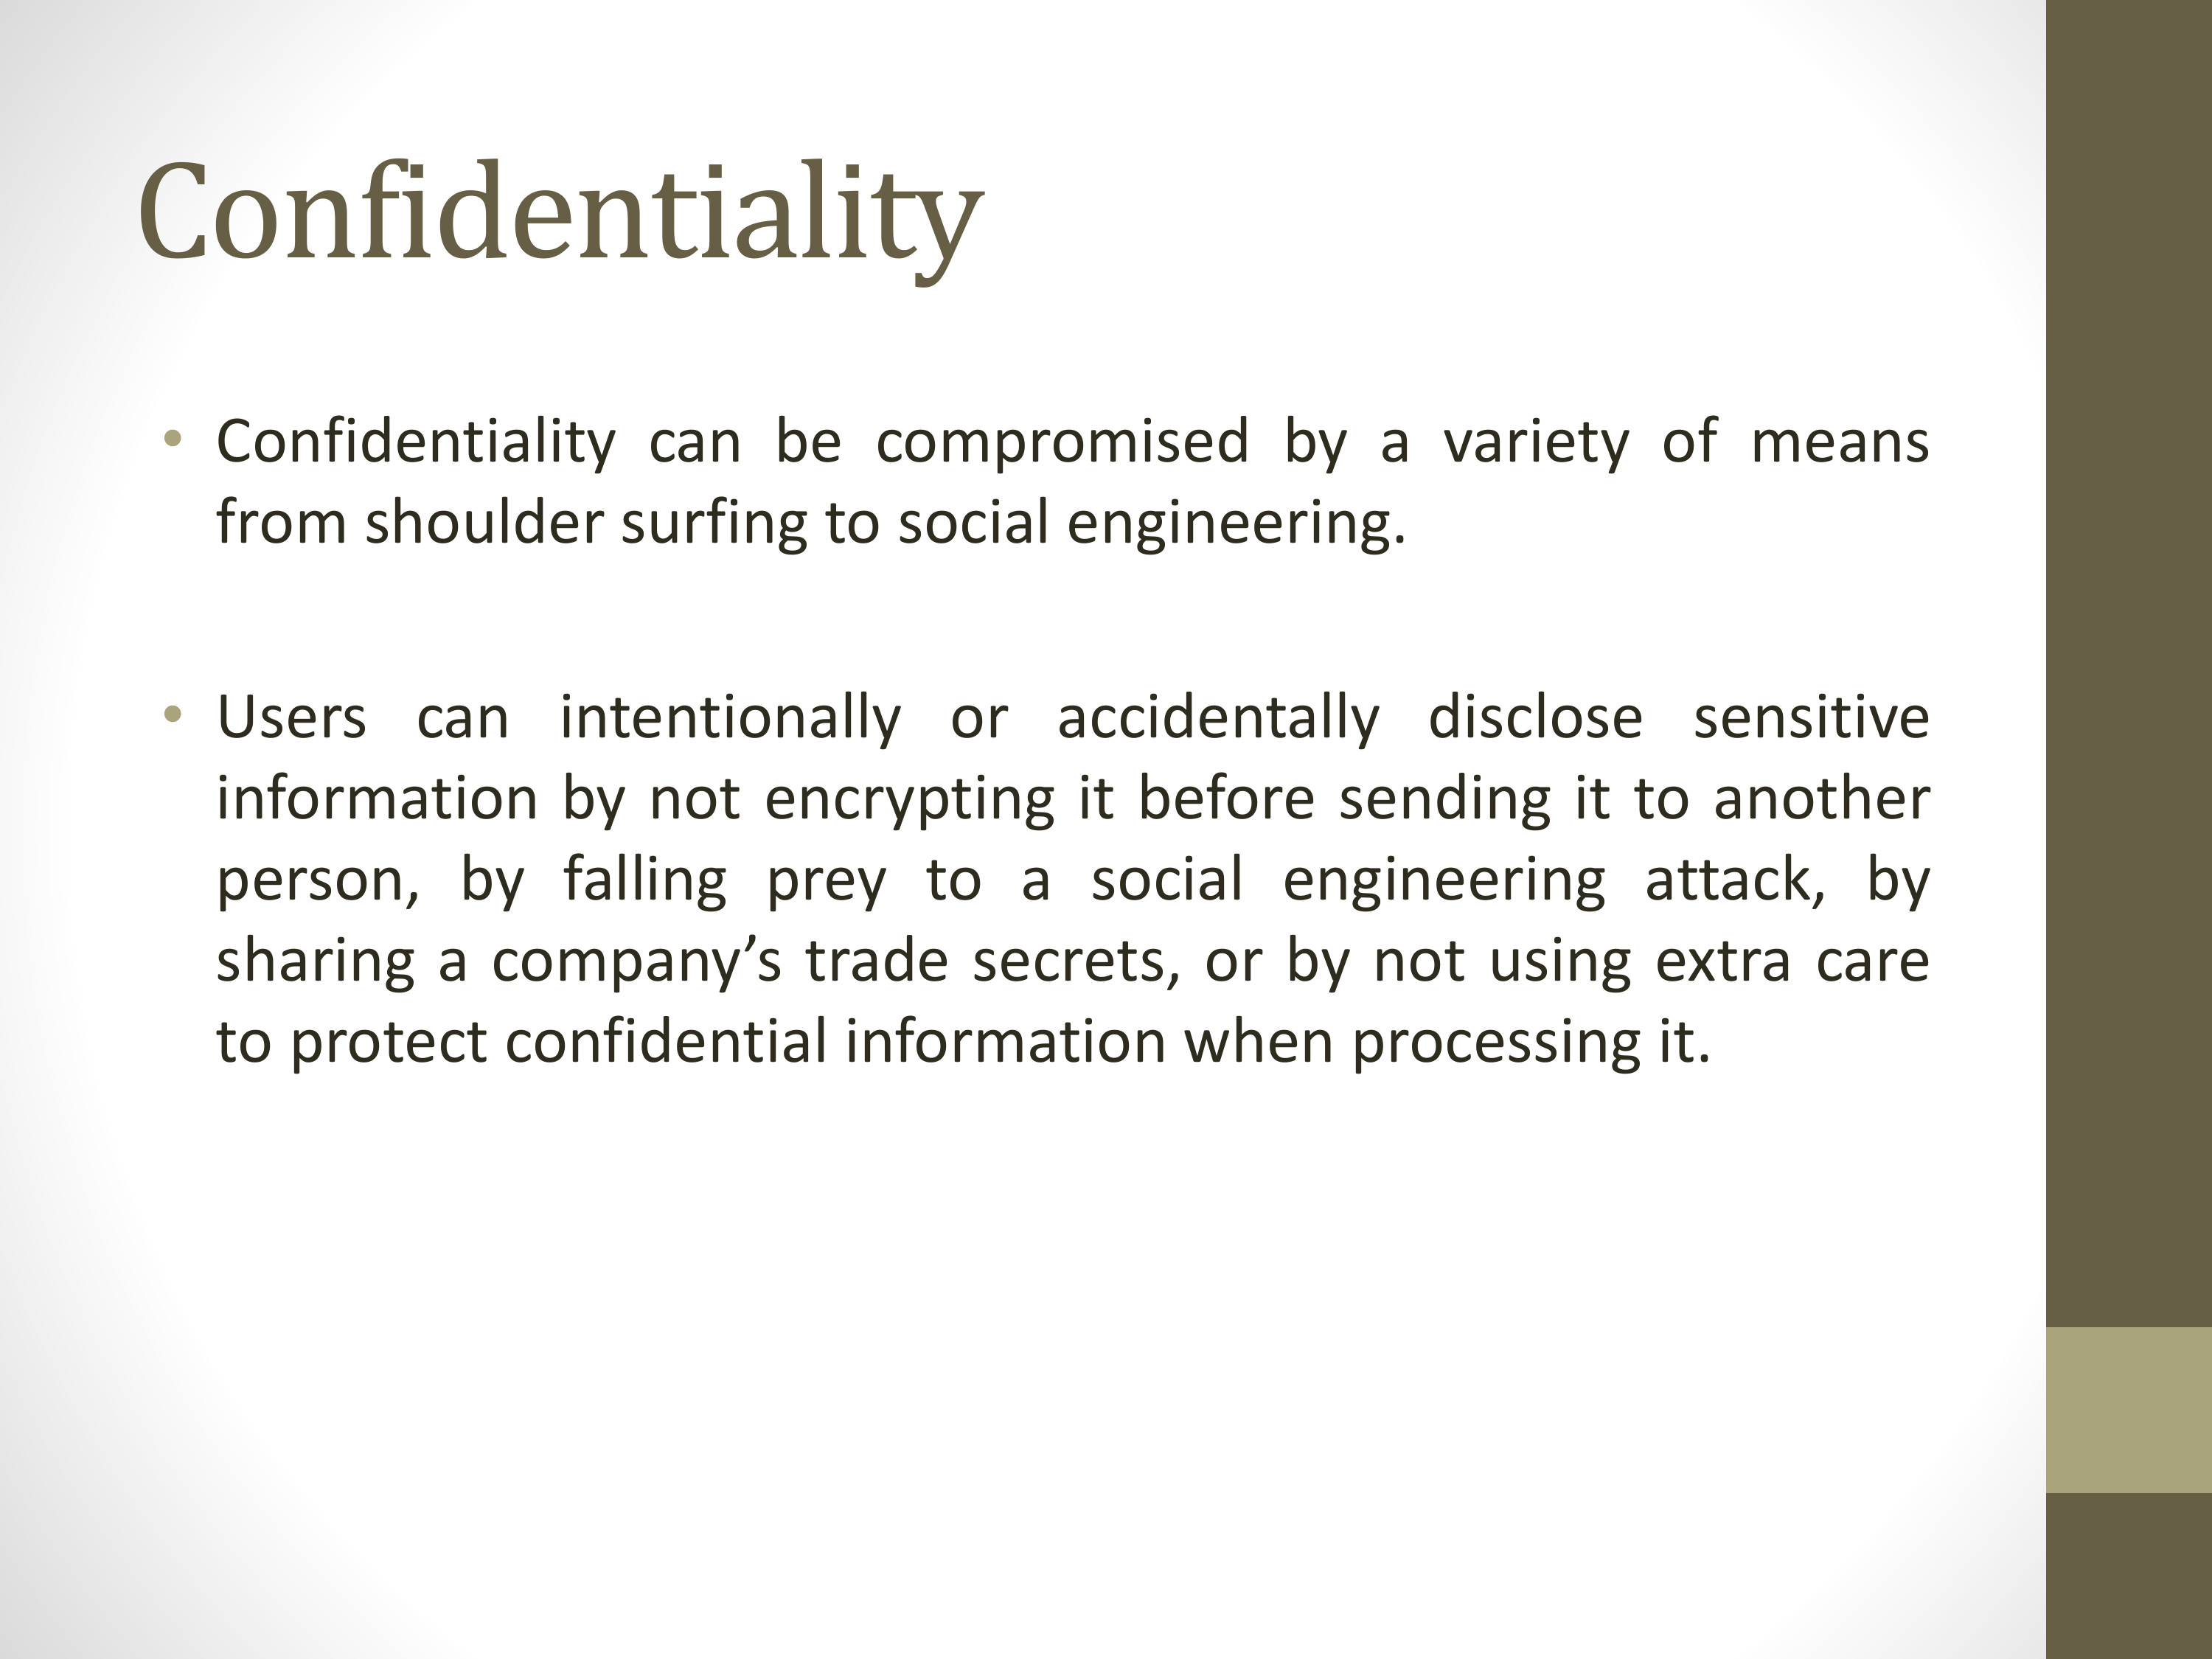 Confidentiality
• Confidentiality can be compromised by a variety of means
from shoulder surfing to social engineering.
• Users can intentionally or accidentally disclose sensitive
information by not encrypting it before sending it to another
person, by falling prey to a social engineering attack, by
sharing a company’s trade secrets, or by not using extra care
to protect confidential information when processing it.